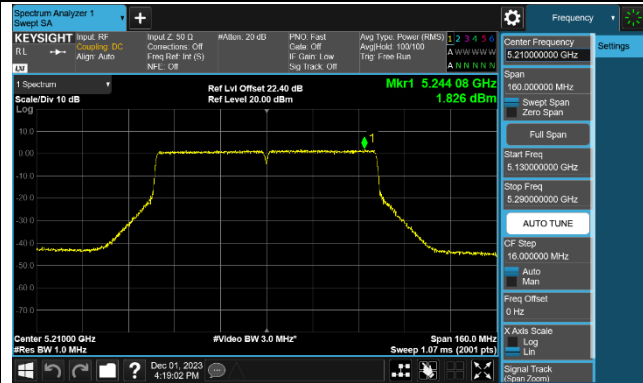 Spectrum Analyzer 1
Swept SA
Frequency
KEYSIGHT
RL
LXI
Input: RF
Coupling: DC
Align: Auto
Input Z: 50 Ω
Corrections: Off
Freq Ref: Int (S)
NFE: Off
#Atten: 20 dB
PNO: Fast
Gate: Off
IF Gain: Low
Sig Track: Off
Avg Type: Power (RMS)
Avg|Hold: 100/100
Trig: Free Run
1 2 3 4 5 6
A W W W W W
A N N N N N
1 Spectrum
Scale/Div 10 dB
Log
Ref Lvl Offset 22.40 dB
Ref Level 20.00 dBm
Mkr1 5.244 08 GHz
1.826 dBm
1
10.0
0.00
-10.0
-20.0
-30.0
-40.0
-50.0
-60.0
-70.0
Center 5.21000 GHz
#Res BW 1.0 MHz
#Video BW 3.0 MHz*
Span 160.0 MHz
Sweep 1.07 ms (2001 pts)
Dec 01, 2023
4:19:02 PM
Center Frequency
5.210000000 GHz
Span
160.000000 MHz
Swept Span
Zero Span
Full Span
Start Freq
5.130000000 GHz
Stop Freq
5.290000000 GHz
AUTO TUNE
CF Step
16.000000 MHz
Auto
Man
Freq Offset
0 Hz
X Axis Scale
Log
Lin
Signal Track
(Span Zoom)
Settings